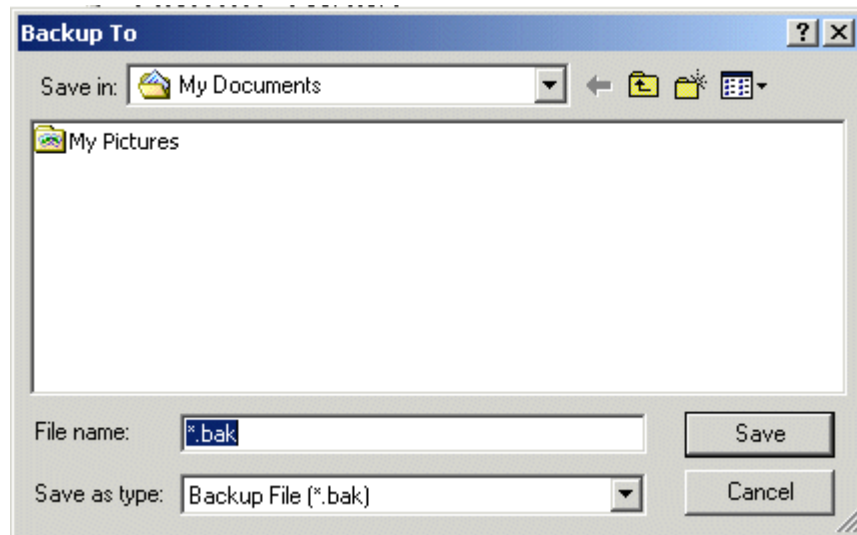 Backup To
Save in: My Documents
My Pictures
File name: *.bak Save
Save as type: Backup File (*.bak) Cancel